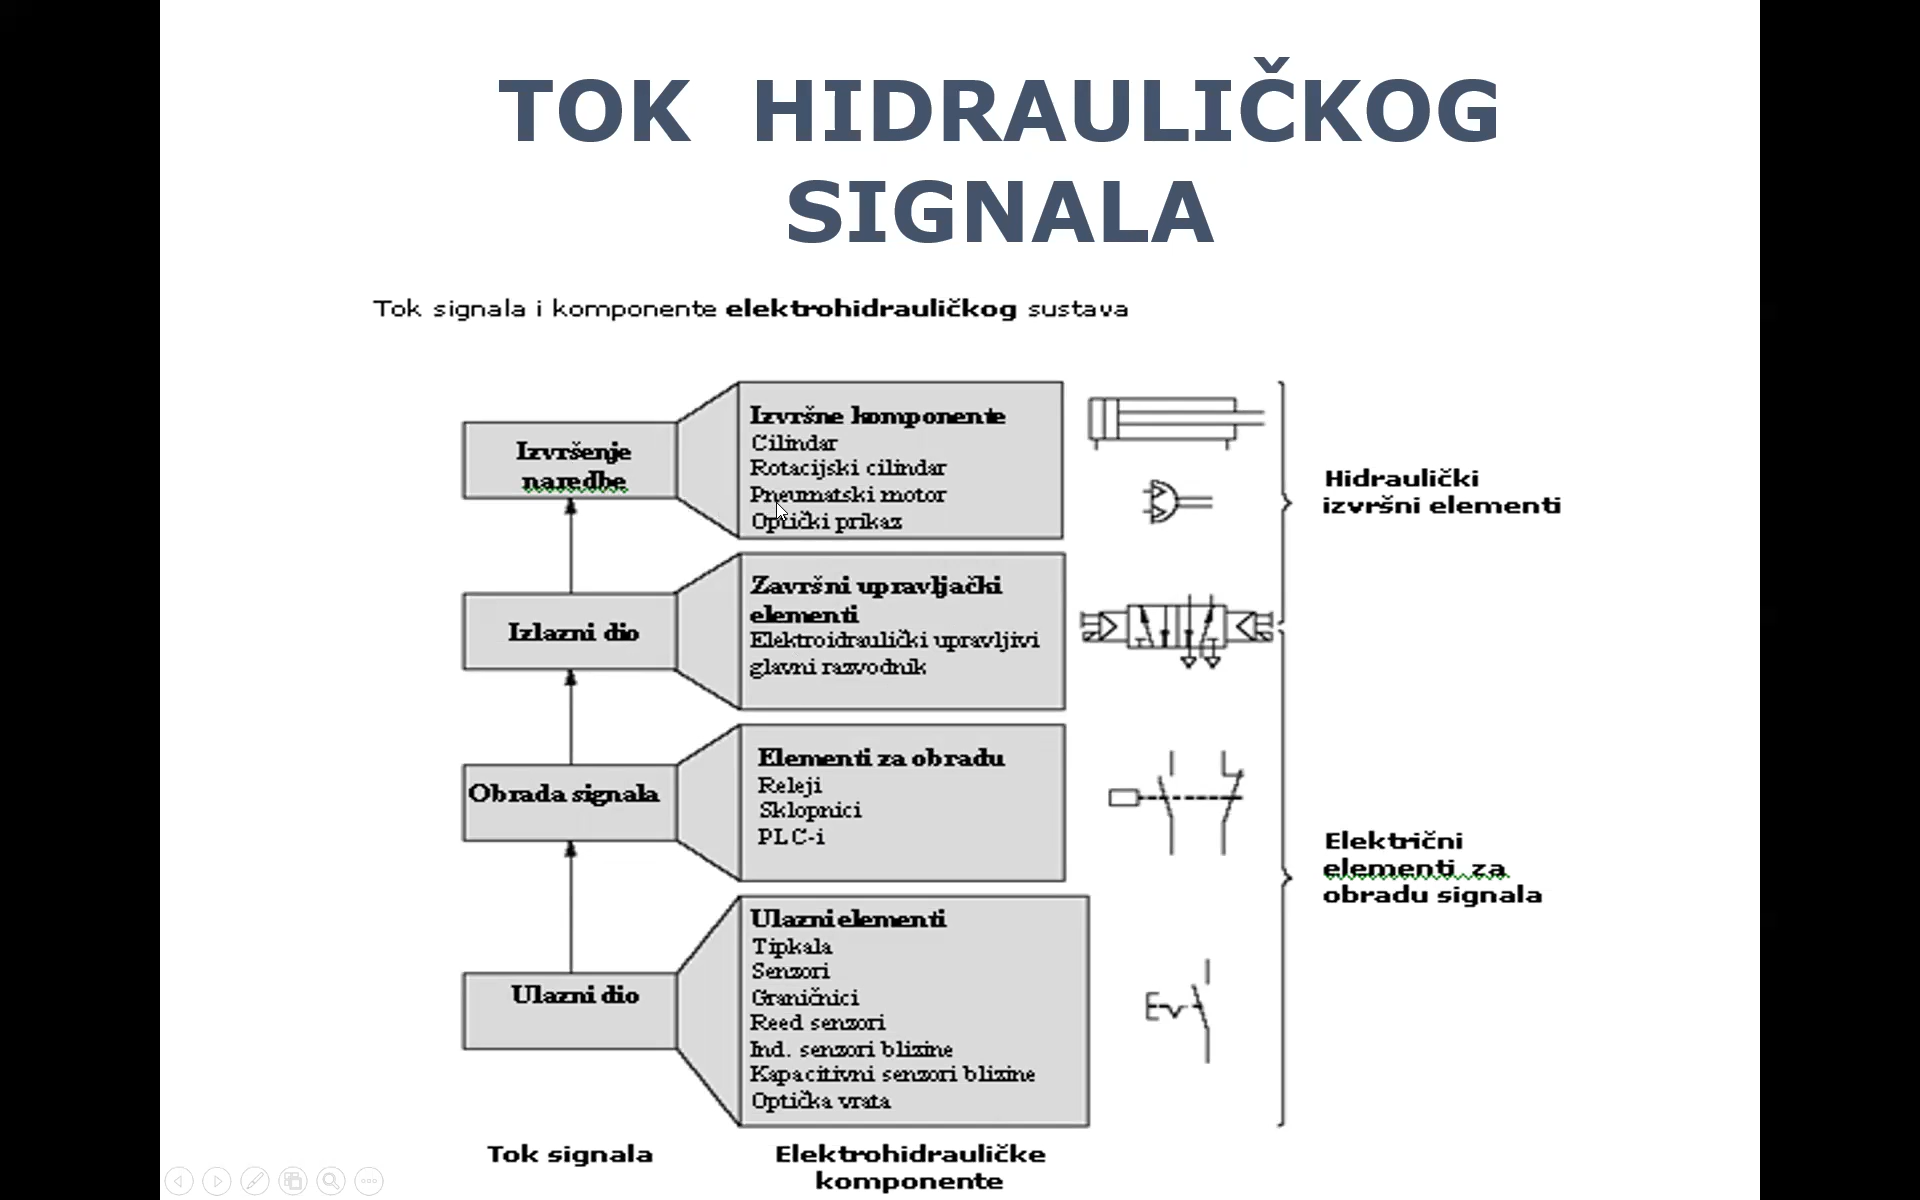 TOK HIDRAULIČKOG
SIGNALA
Tok signala i komponente elektrohidrauličkog sustava
Izvršenje
naredbe
Izvršne komponente
Cilindar
Rotacijski cilindar
Pneumatski motor
Optički prikaz
Hidraulički
izvršni elementi
Izlazni dio
Završni upravljački
elementi
Elektroidraulički upravljivi
glavni razvodnik
Obrada signala
Elementi za obradu
Releji
Sklopnici
PLC-i
Električni
elementi za
obradu signala
Ulazni dio
Ulazni elementi
Tipkala
Senzori
Graničnici
Reed senzori
Ind. senzori blizine
Kapacitivni senzori blizine
Optička vrata
Tok signala
Elektrohidrauličke
komponente